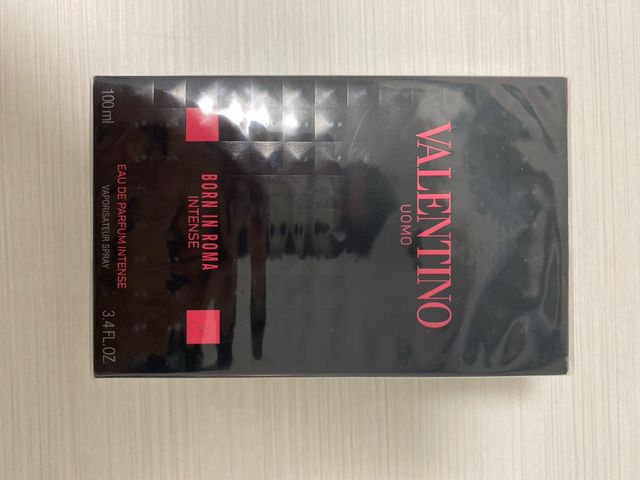 VALENTINO
UOMO
BORN IN ROMA
INTENSE
EAU DE PARFUM INTENSE
VAPORISATEUR SPRAY
100 ml
3.4 FL. OZ.